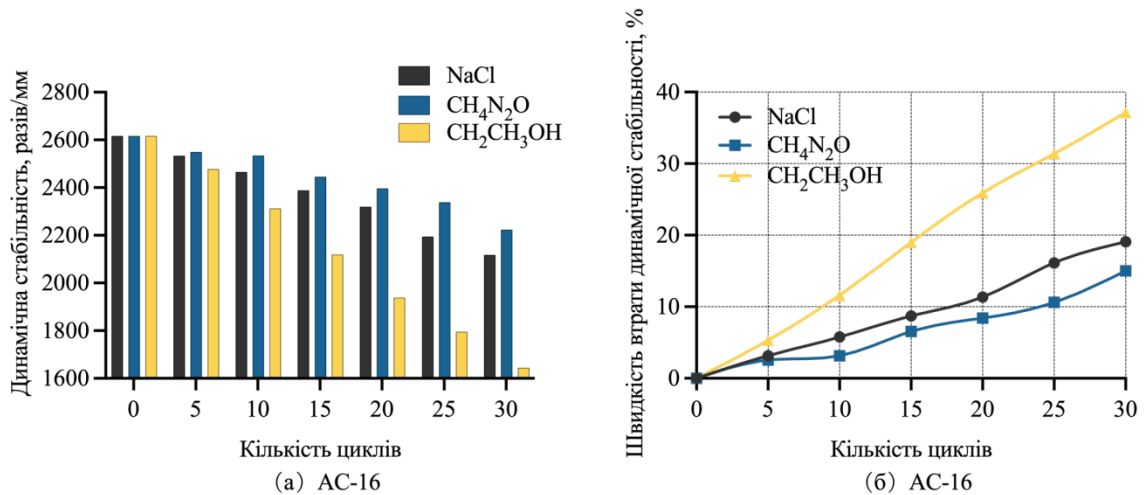 Динамічна стабільність, разів/мм
NaCl
CH₄N₂O
CH₂CH₃OH
2800
2600
2400
2200
2000
1800
1600
0 5 10 15 20 25 30
Кількість циклів
(а) АС-16
Швидкість втрати динамічної стабільності, %
NaCl
CH₄N₂O
CH₂CH₃OH
40
30
20
10
0
0 5 10 15 20 25 30
Кількість циклів
(б) АС-16